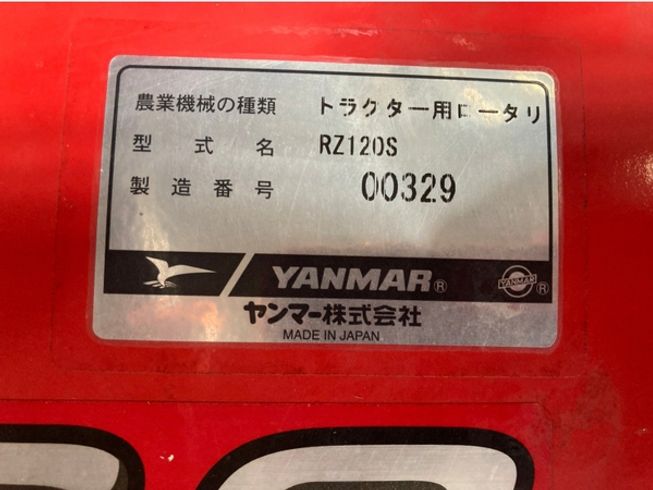 農業機械の種類 トラクター用ロータリ
型式名 RZ120S
製造番号 00329
YANMAR® YANMAR®
ヤンマー株式会社
MADE IN JAPAN